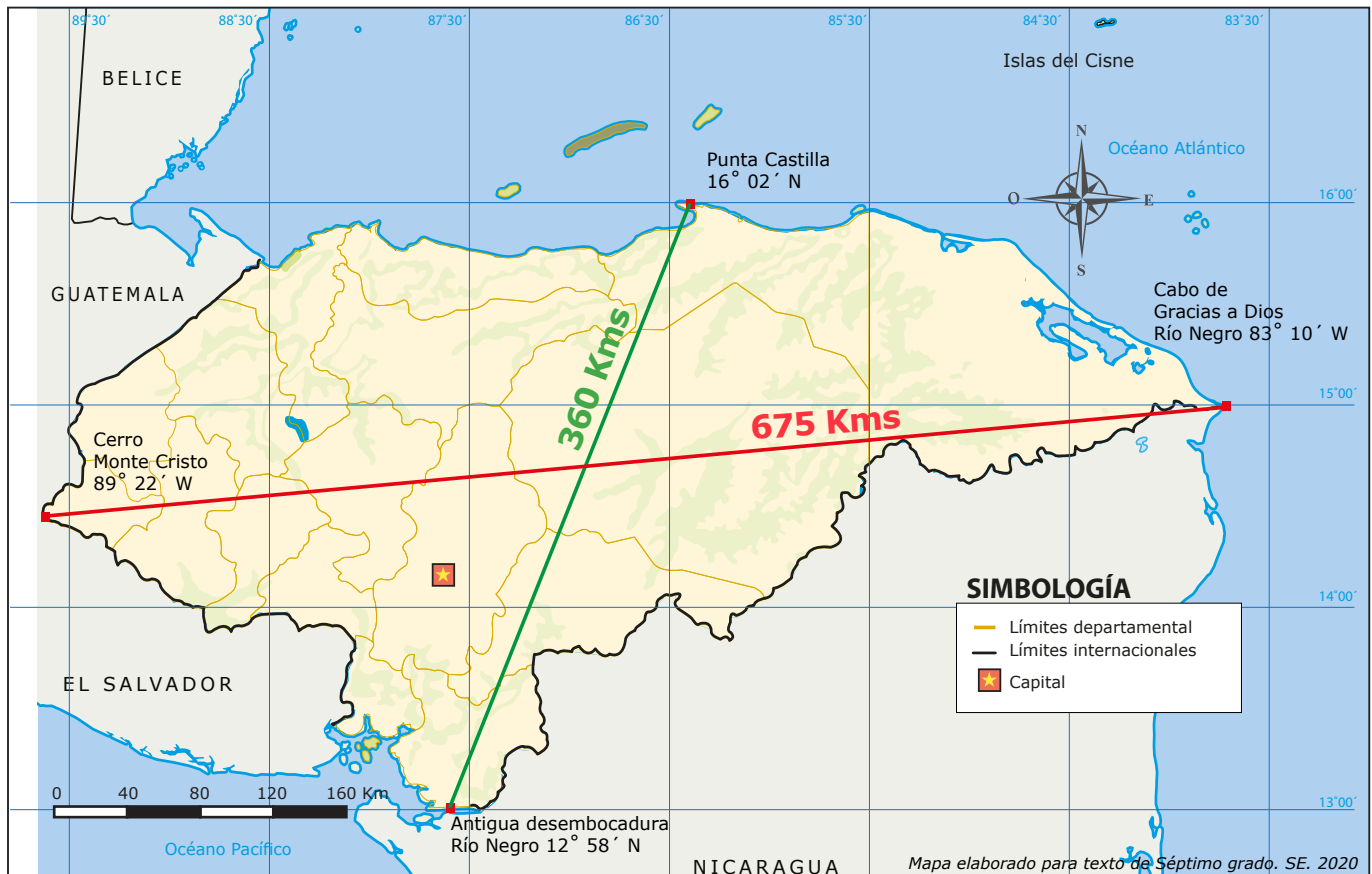 89°30´ 88°30´ 87°30´ 86°30´ 85°30´ 84°30´ 83°30´
BELICE
Islas del Cisne
N
Océano Atlántico
Punta Castilla
16° 02´ N
O
E
16°00´
S
GUATEMALA
Cabo de
Gracias a Dios
Río Negro 83° 10´ W
360 Kms
675 Kms
15°00´
8
Cerro
Monte Cristo
89° 22´ W
SIMBOLOGÍA
14°00´
Límites departamental
Límites internacionales
Capital
EL SALVADOR
0 40 80 120 160 Km
13°00´
Antigua desembocadura
Río Negro 12° 58´ N
Océano Pacífico
NICARAGUA
Mapa elaborado para texto de Séptimo grado. SE. 2020